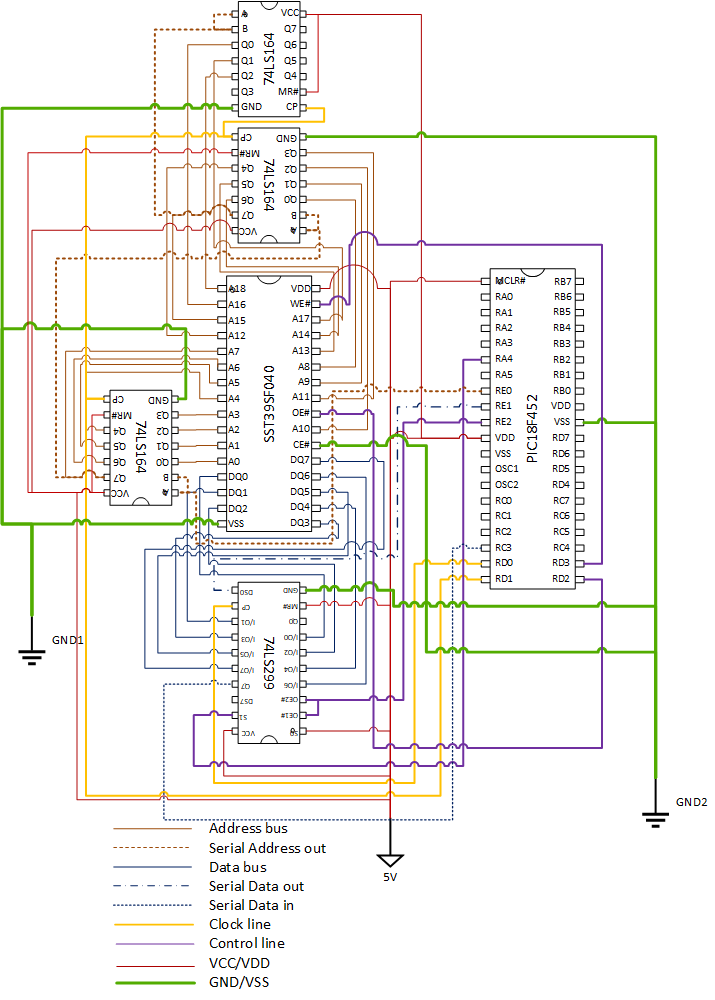 A VCC
B Q7
Q0 Q6
Q1 Q5
Q2 Q4
Q3 MR#
GND CP
74LS164
CP GND
MR# Q3
Q4 Q2
Q5 Q1
Q6 Q0
Q7 B
VCC A
74LS164
A18 VDD
A16 WE#
A15 A17
A12 A14
A7 A13
A6 A8
A5 A9
A4 A11
A3 OE#
A2 A10
A1 CE#
A0 DQ7
DQ0 DQ6
DQ1 DQ5
DQ2 DQ4
VSS DQ3
SST39SF040
MCLR# RB7
RA0 RB6
RA1 RB5
RA2 RB4
RA3 RB3
RA4 RB2
RA5 RB1
RE0 RB0
RE1 VDD
RE2 VSS
VDD RD7
VSS RD6
OSC1 RD5
OSC2 RD4
RC0 RC7
RC1 RC6
RC2 RC5
RC3 RC4
RD0 RD3
RD1 RD2
PIC18F452
CP GND
MR# Q3
Q4 Q2
Q5 Q1
Q6 Q0
Q7 B
VCC A
74LS164
DS0 GND
CP MR#
I/O1 Q0
I/O3 I/O0
I/O5 I/O2
I/O7 I/O4
Q7 I/O6
DS7 OE2#
S1 OE1#
VCC S0
74LS299
GND1
GND2
5V
Address bus
Serial Address out
Data bus
Serial Data out
Serial Data in
Clock line
Control line
VCC/VDD
GND/VSS